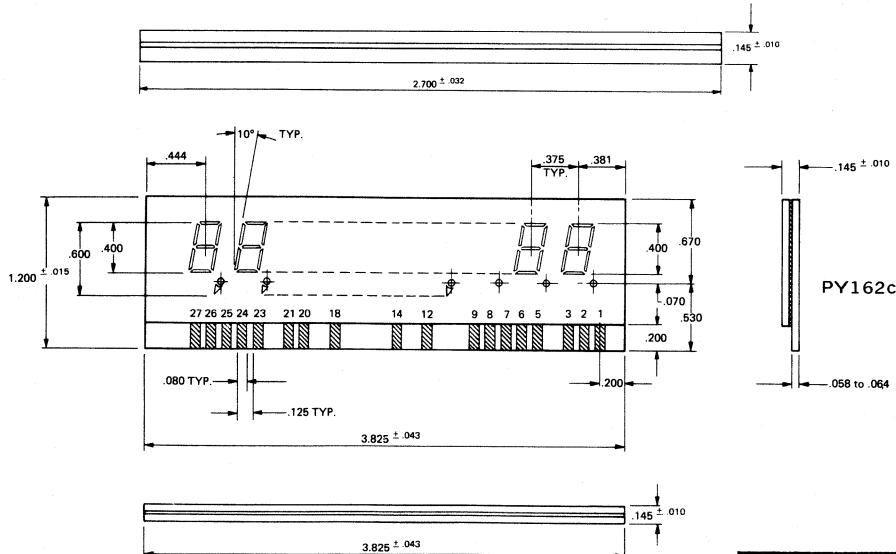 .145 ± .010
2.700 ± .032
10° TYP.
.444
.375 .381
TYP.
.145 ± .010
.600 .400
.400 .670
1.200 ± .015
.070
.530
PY162c
27 26 25 24 23 21 20 18 14 12 9 8 7 6 5 3 2 1
.200
.080 TYP.
.200
.058 to .064
.125 TYP.
3.825 ± .043
.145 ± .010
3.825 ± .043